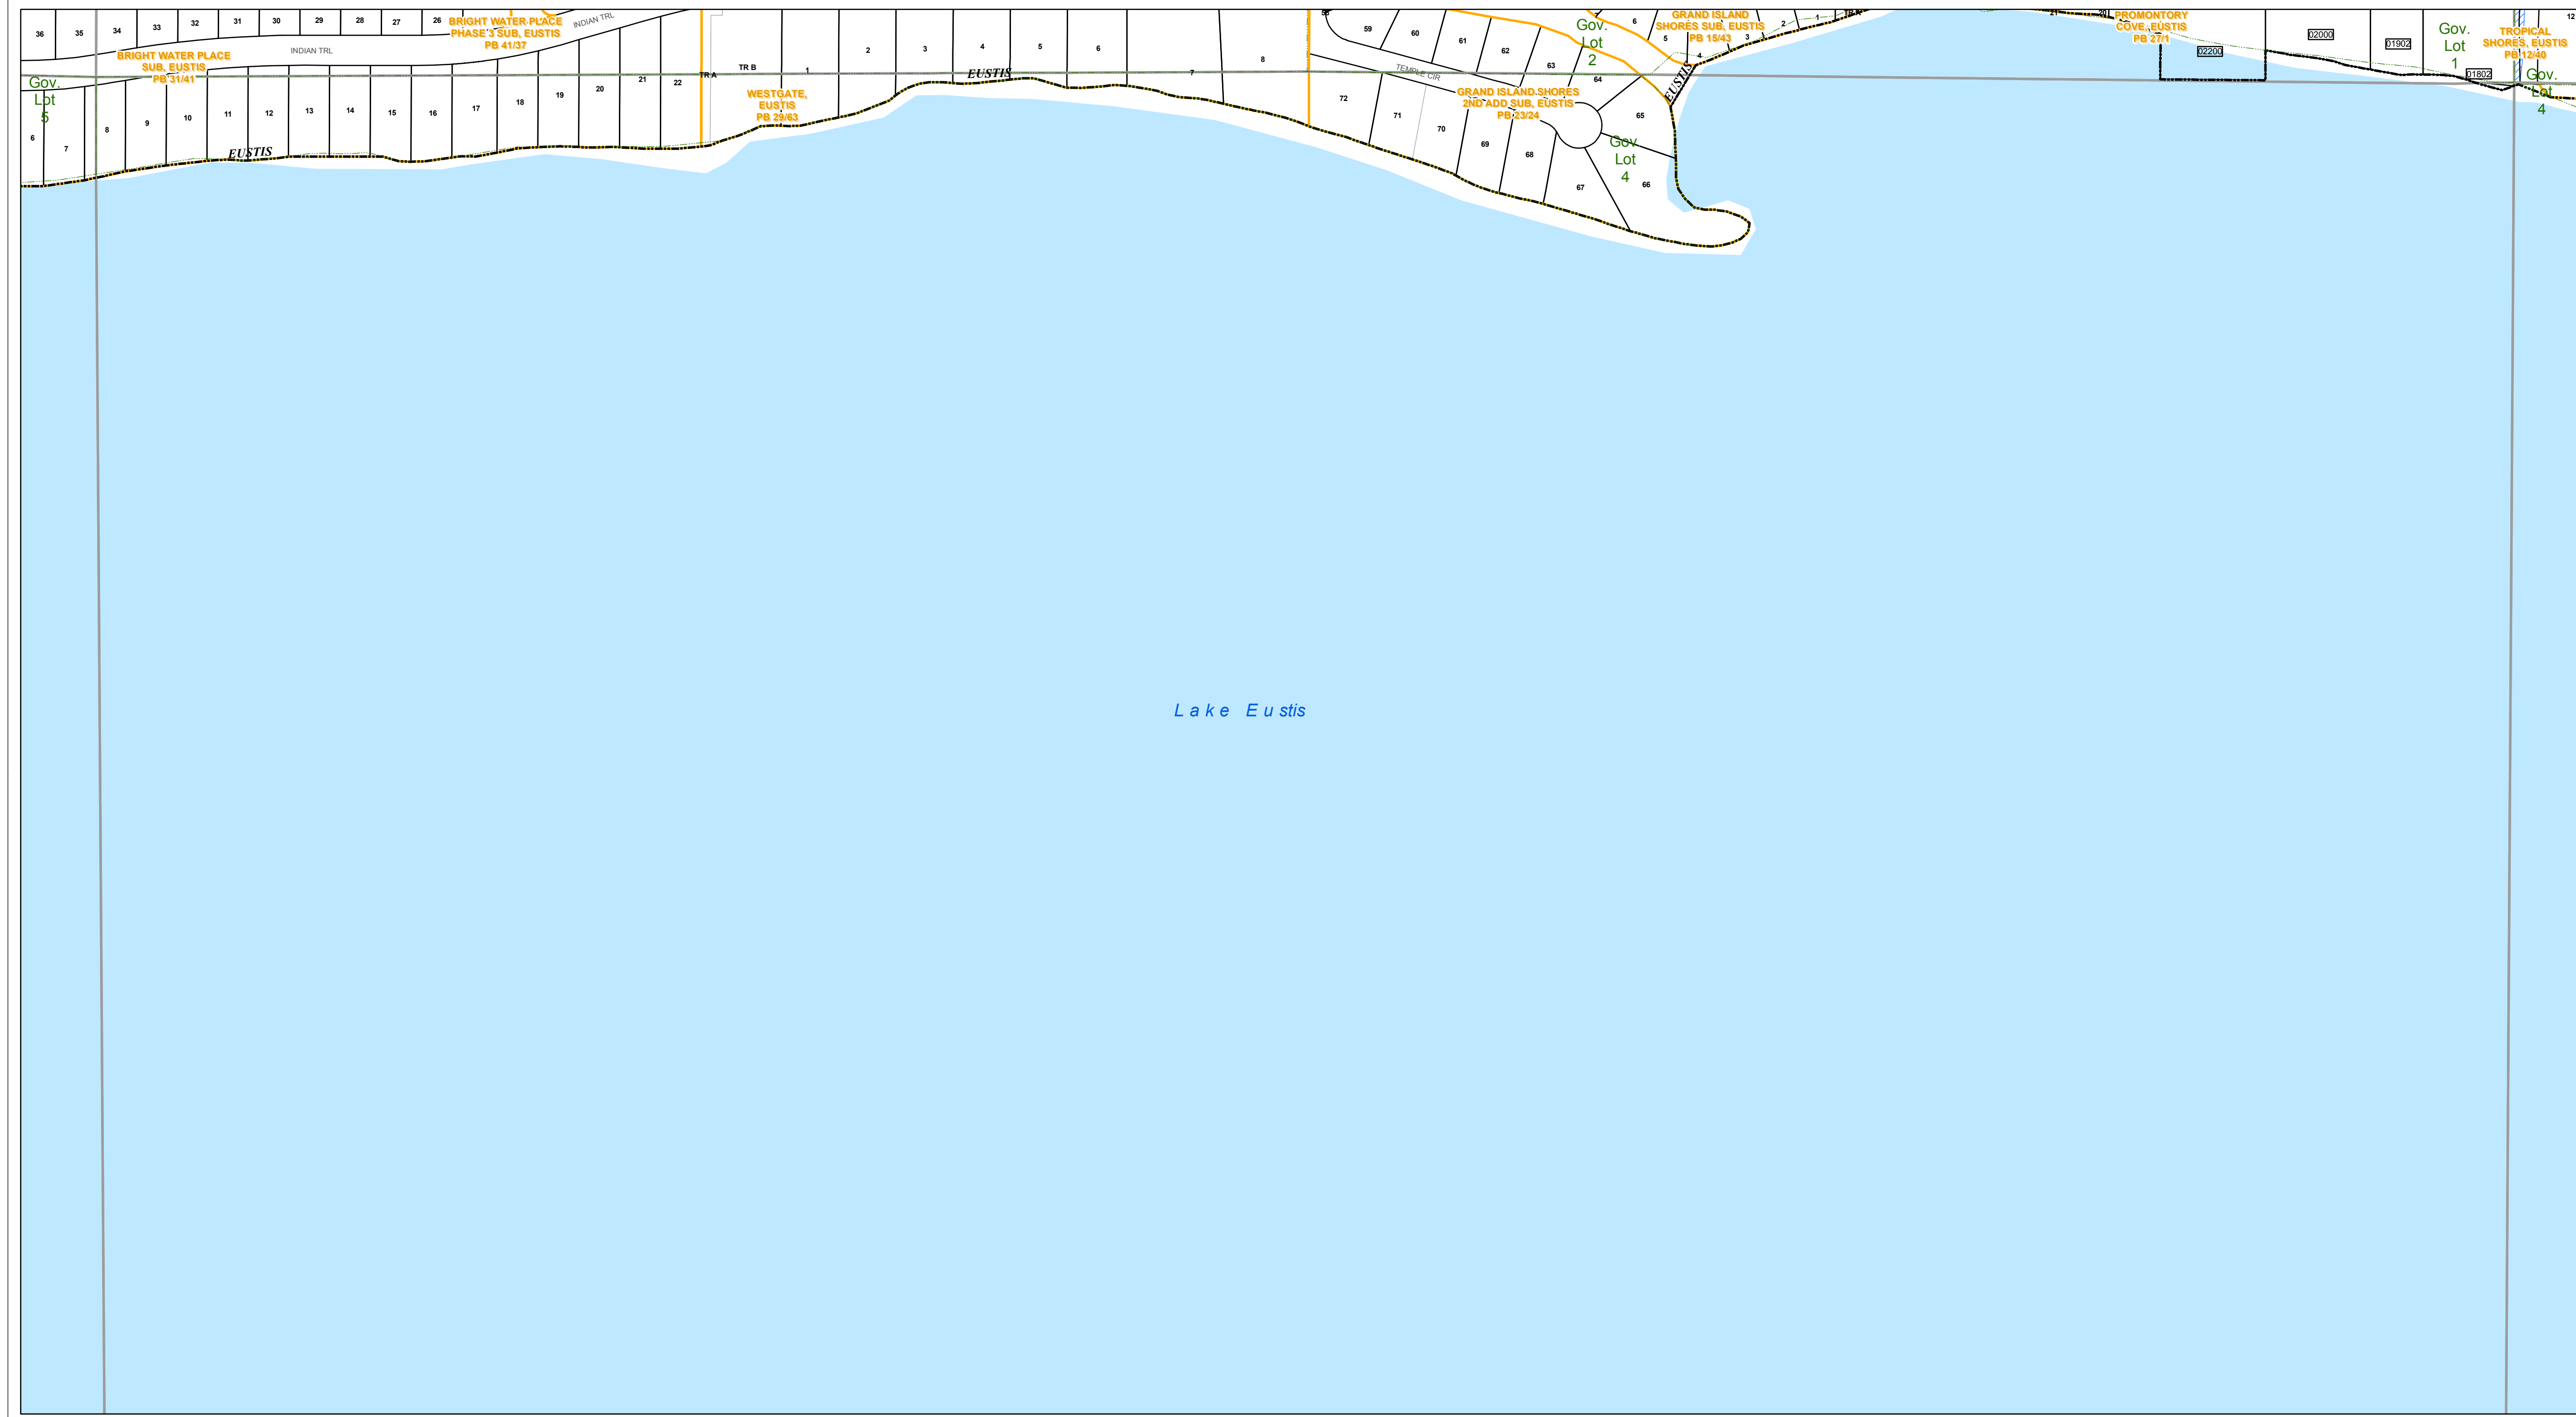 36
35
34
33
32
31
30
29
28
27
26
BRIGHT WATER PLACE
PHASE 3 SUB, EUSTIS
PB 41/37
INDIAN TRL
INDIAN TRL
BRIGHT WATER PLACE
SUB, EUSTIS
PB 31/41
Gov.
Lot
5
6
7
8
9
10
11
12
13
14
15
16
17
18
19
20
21
22
EUSTIS
TR A
TR B
WESTGATE,
EUSTIS
PB 29/63
1
2
3
4
5
6
7
8
EUSTIS
59
60
61
62
63
64
65
66
67
68
69
70
71
72
TEMPLE CIR
GRAND ISLAND SHORES
2ND ADD SUB, EUSTIS
PB 23/24
Gov.
Lot
2
Gov
Lot
4
EUSTIS
6
5
4
3
2
1
GRAND ISLAND
SHORES SUB, EUSTIS
PB 15/43
21
20
PROMONTORY
COVE, EUSTIS
PB 27/1
02200
02000
01902
01802
Gov.
Lot
1
TROPICAL
SHORES, EUSTIS
PB 12/40
12
Gov.
Lot
4
Lake Eustis